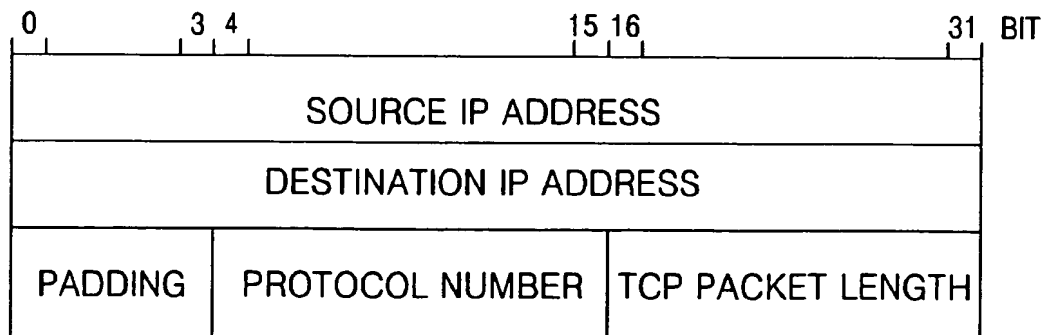 0 3 4 15 16 31 BIT
SOURCE IP ADDRESS
DESTINATION IP ADDRESS
PADDING PROTOCOL NUMBER TCP PACKET LENGTH